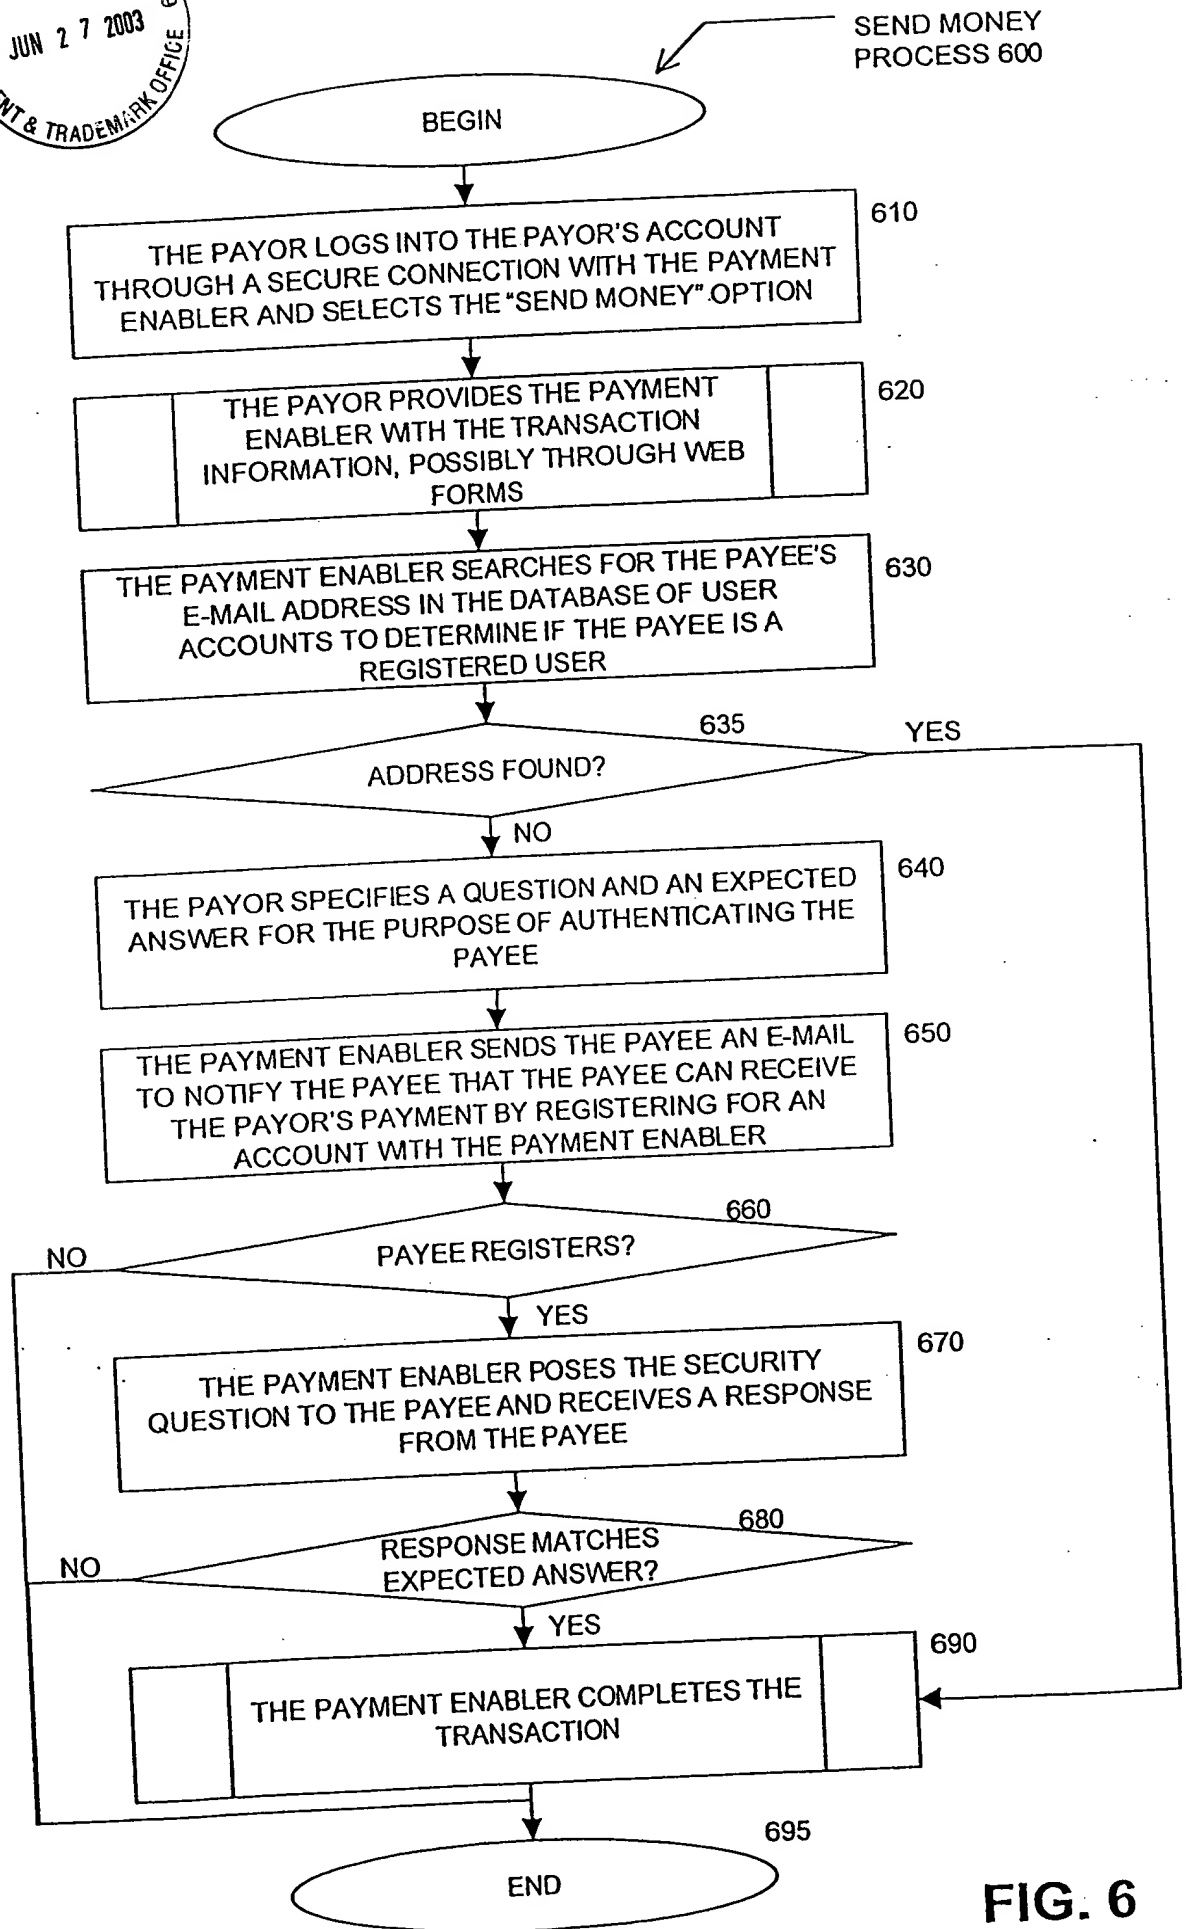 JUN 2 7 2003
& TRADEMARK OFFICE
SEND MONEY
PROCESS 600
BEGIN
610
THE PAYOR LOGS INTO THE PAYOR'S ACCOUNT
THROUGH A SECURE CONNECTION WITH THE PAYMENT
ENABLER AND SELECTS THE "SEND MONEY" OPTION
620
THE PAYOR PROVIDES THE PAYMENT
ENABLER WITH THE TRANSACTION
INFORMATION, POSSIBLY THROUGH WEB
FORMS
630
THE PAYMENT ENABLER SEARCHES FOR THE PAYEE'S
E-MAIL ADDRESS IN THE DATABASE OF USER
ACCOUNTS TO DETERMINE IF THE PAYEE IS A
REGISTERED USER
635
YES
ADDRESS FOUND?
NO
640
THE PAYOR SPECIFIES A QUESTION AND AN EXPECTED
ANSWER FOR THE PURPOSE OF AUTHENTICATING THE
PAYEE
650
THE PAYMENT ENABLER SENDS THE PAYEE AN E-MAIL
TO NOTIFY THE PAYEE THAT THE PAYEE CAN RECEIVE
THE PAYOR'S PAYMENT BY REGISTERING FOR AN
ACCOUNT WITH THE PAYMENT ENABLER
660
NO
PAYEE REGISTERS?
YES
670
THE PAYMENT ENABLER POSES THE SECURITY
QUESTION TO THE PAYEE AND RECEIVES A RESPONSE
FROM THE PAYEE
680
NO
RESPONSE MATCHES
EXPECTED ANSWER?
YES
690
THE PAYMENT ENABLER COMPLETES THE
TRANSACTION
695
END
FIG. 6